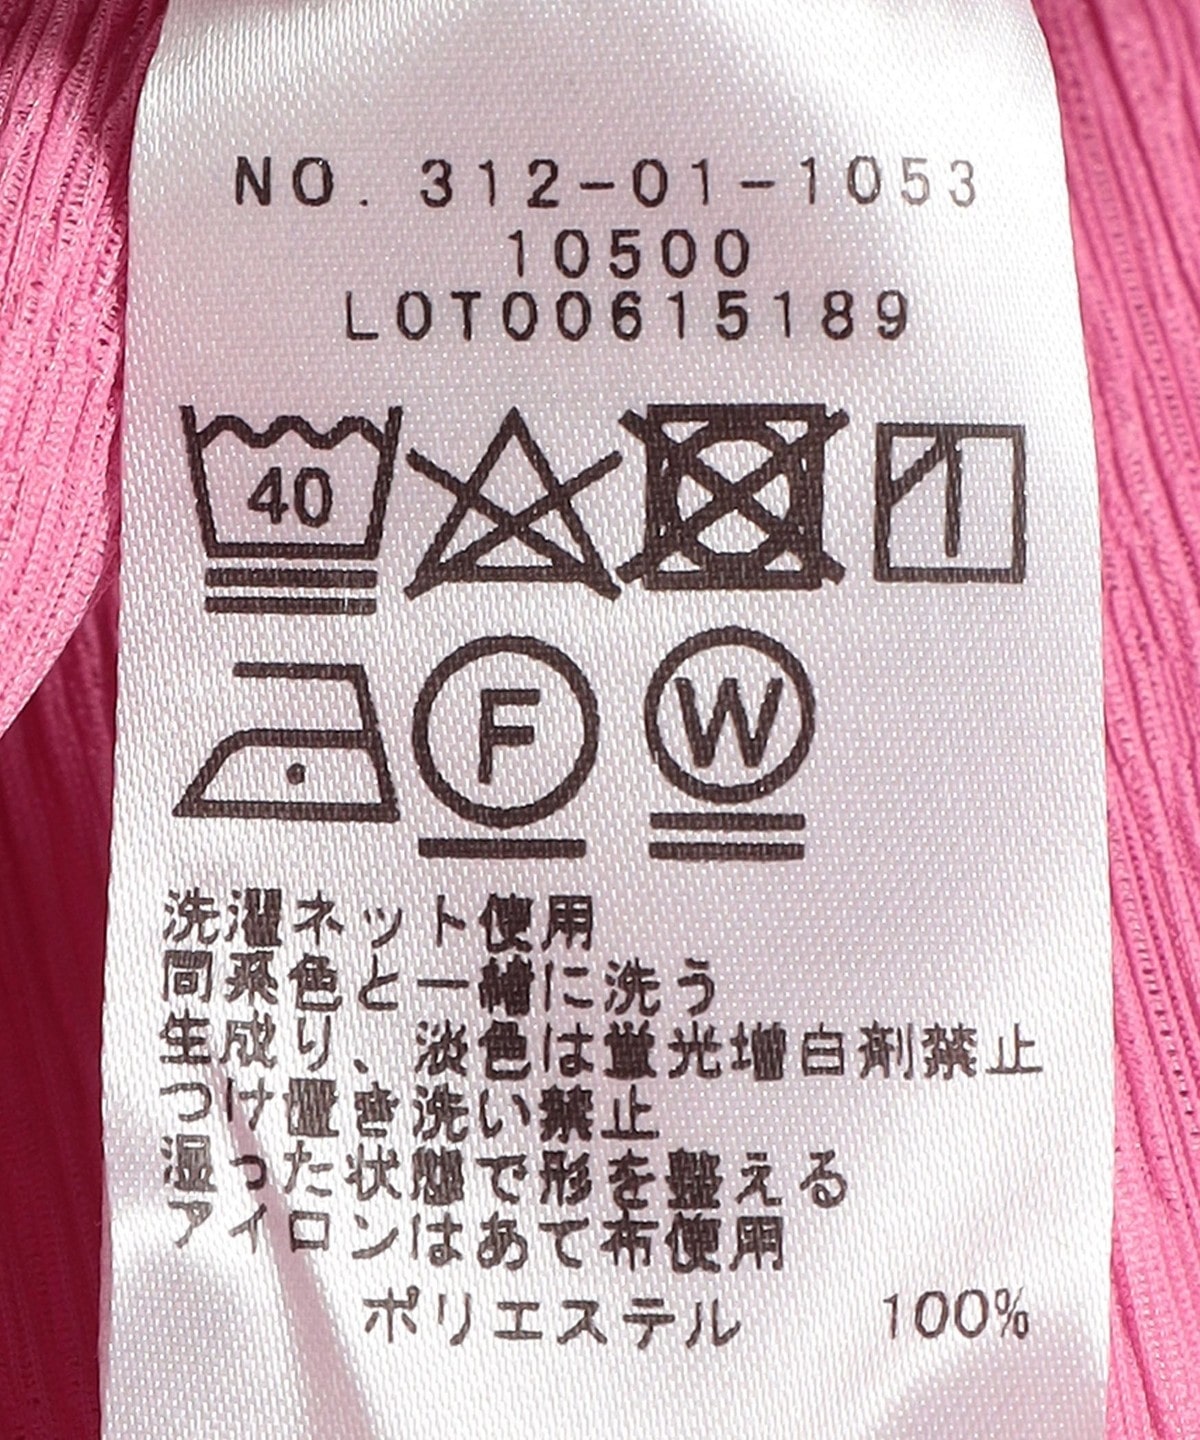 NO. 312-01-1053
10500
LOT00615189
40
F W
洗濯ネット使用
同系色と一緒に洗う
生成り、淡色は蛍光増白剤禁止
つけ置き洗い禁止
湿った状態で形を整える
アイロンはあて布使用
ポリエステル 100%